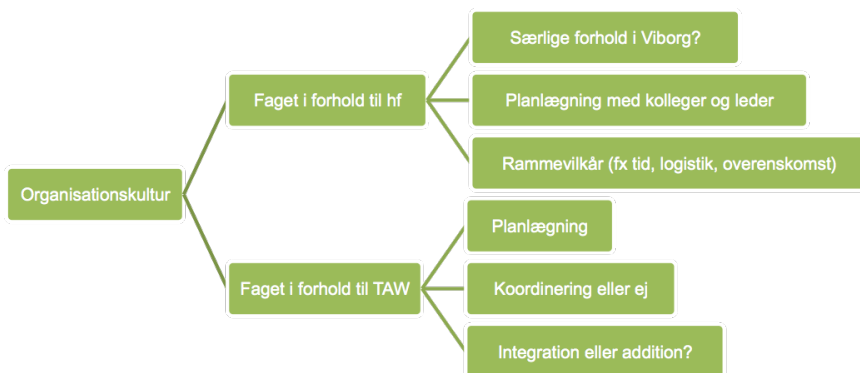 Organisationskultur
Faget i forhold til hf
Særlige forhold i Viborg?
Planlægning med kolleger og leder
Rammevilkår (fx tid, logistik, overenskomst)
Faget i forhold til TAW
Planlægning
Koordinering eller ej
Integration eller addition?